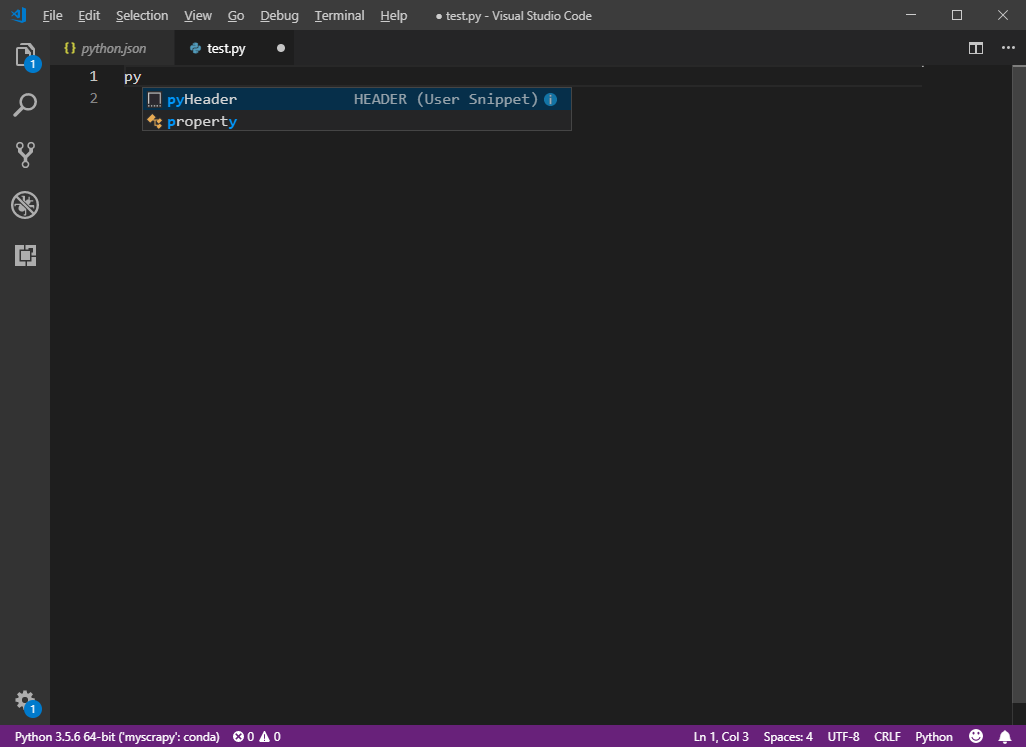 File Edit Selection View Go Debug Terminal Help ● test.py - Visual Studio Code
1 {} python.json test.py
1 py
pyHeader HEADER (User Snippet)
2
property
1
Python 3.5.6 64-bit ('myscrapy': conda) 0 0 Ln 1, Col 3 Spaces: 4 UTF-8 CRLF Python